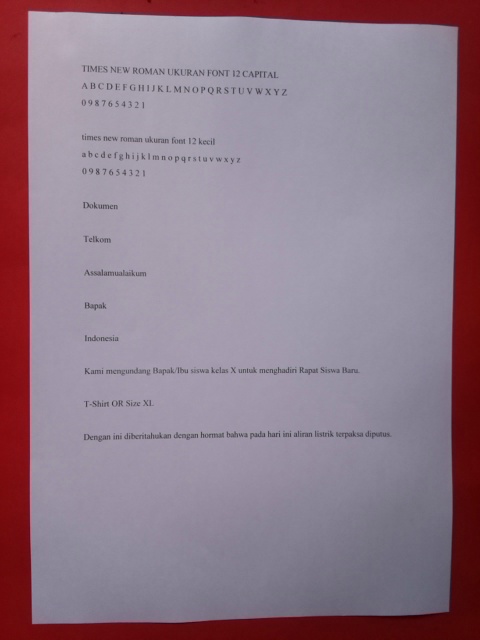 TIMES NEW ROMAN UKURAN FONT 12 CAPITAL
A B C D E F G H I J K L M N O P Q R S T U V W X Y Z
0 9 8 7 6 5 4 3 2 1
times new roman ukuran font 12 kecil
a b c d e f g h i j k l m n o p q r s t u v w x y z
0 9 8 7 6 5 4 3 2 1
Dokumen
Telkom
Assalamualaikum
Bapak
Indonesia
Kami mengundang Bapak/Ibu siswa kelas X untuk menghadiri Rapat Siswa Baru.
T-Shirt OR Size XL
Dengan ini diberitahukan dengan hormat bahwa pada hari ini aliran listrik terpaksa diputus.